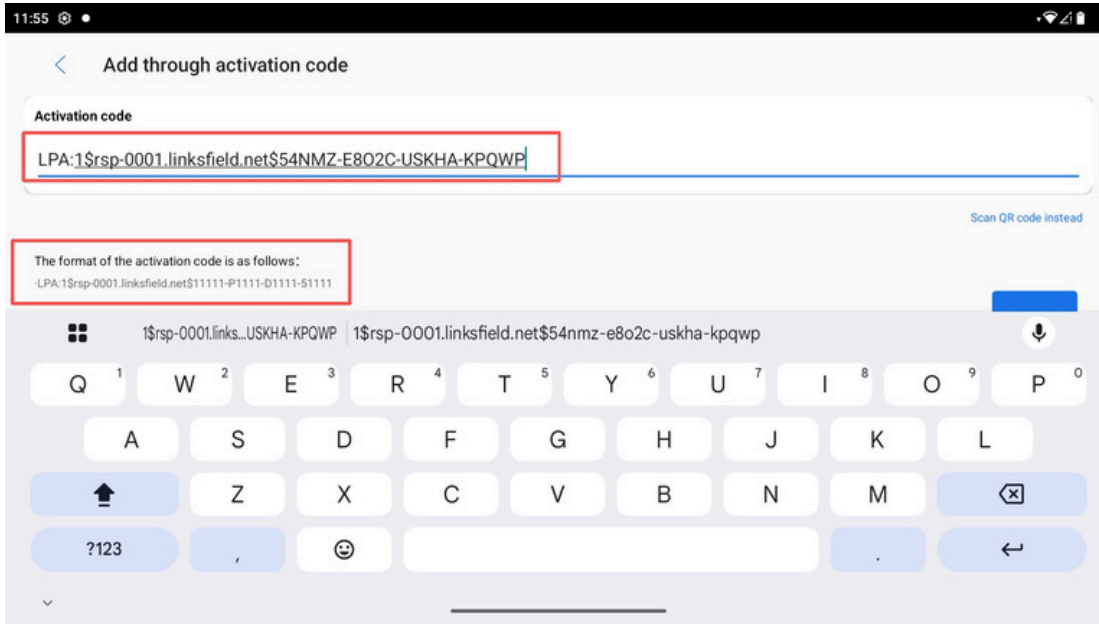 11:55
Add through activation code
Activation code
LPA:1$rsp-0001.linksfield.net$54NMZ-E8O2C-USKHA-KPQWP
Scan QR code instead
The format of the activation code is as follows:
·LPA:1$rsp-0001.linksfield.net$11111-P1111-D1111-51111
1$rsp-0001.links...USKHA-KPQWP 1$rsp-0001.linksfield.net$54nmz-e8o2c-uskha-kpqwp
Q 1 W 2 E 3 R 4 T 5 Y 6 U 7 I 8 O 9 P 0
A S D F G H J K L
Z X C V B N M
?123 , .